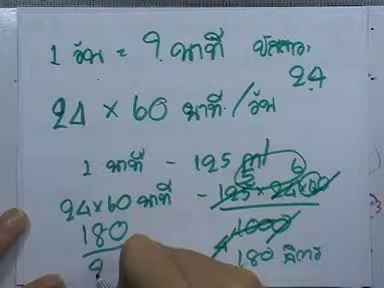 1 วัน = ? นาที
24
24 × 60 นาที / วัน
1 นาที - 125
24×60 นาที - 125 × 24×60
180
1000
9
180 ลิตร